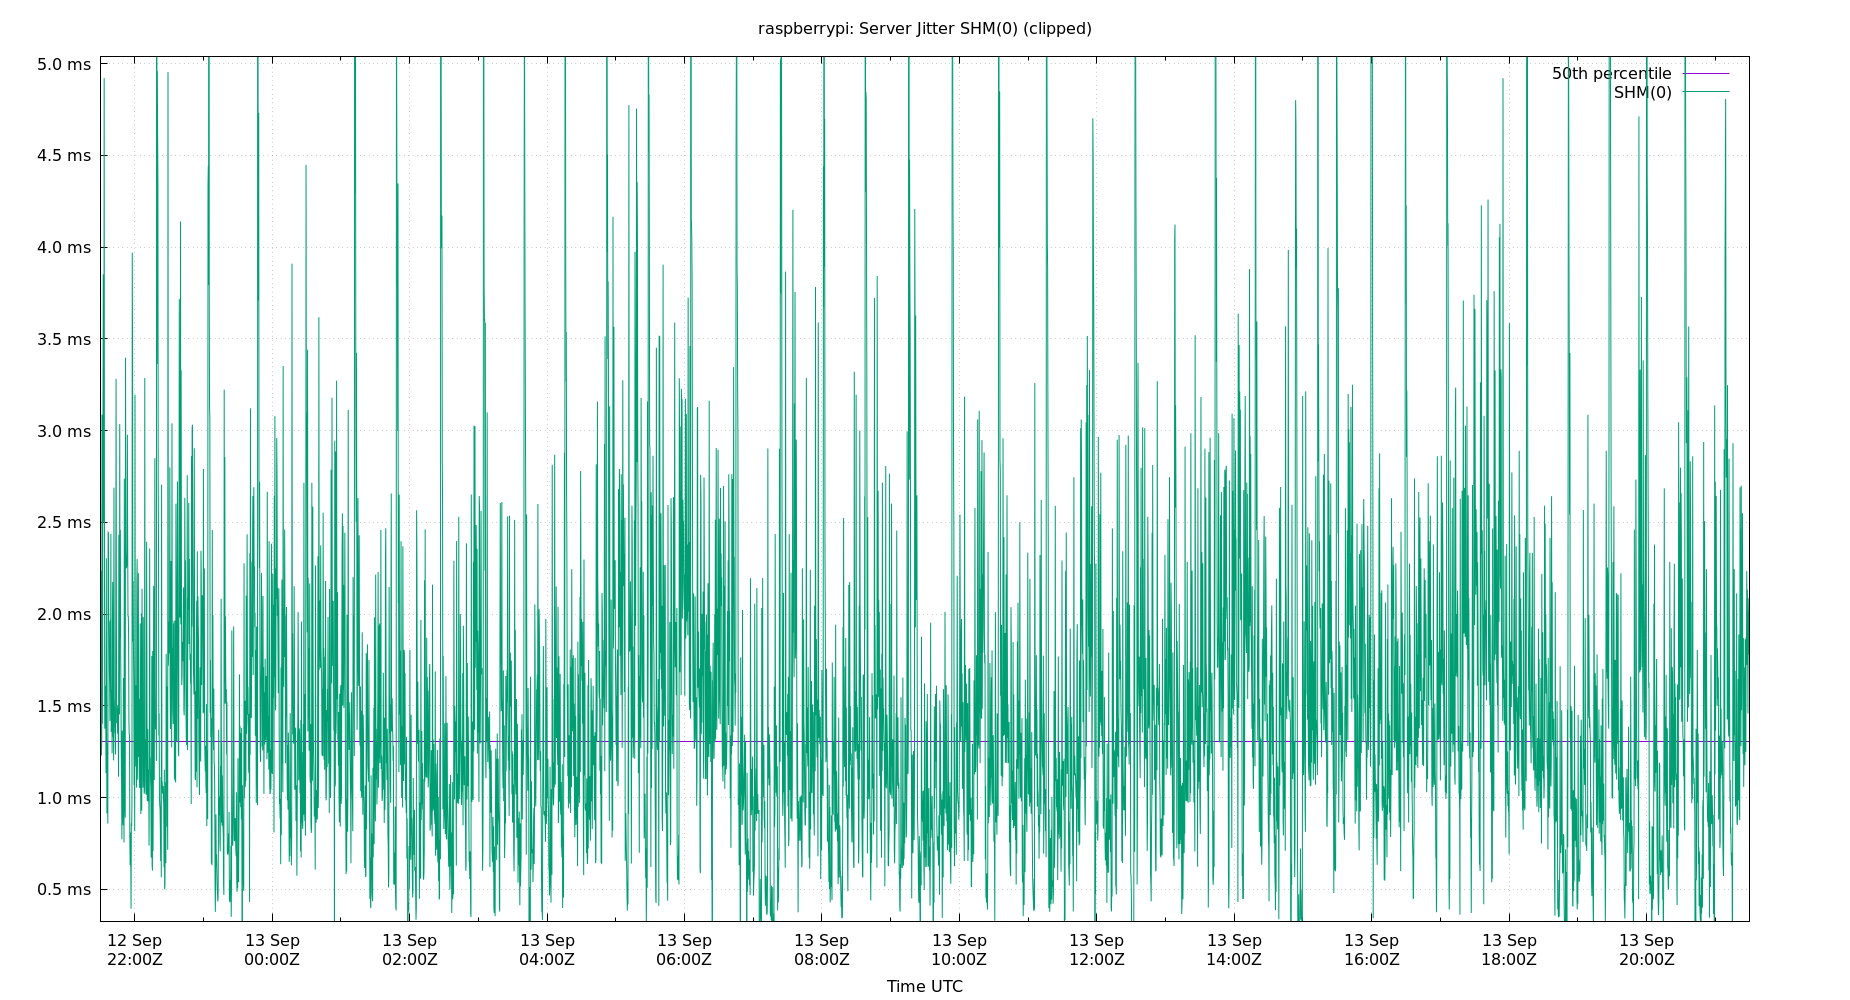 raspberrypi: Server Jitter SHM(0) (clipped)
5.0 ms
50th percentile
SHM(0)
4.5 ms
4.0 ms
3.5 ms
3.0 ms
2.5 ms
2.0 ms
1.5 ms
1.0 ms
0.5 ms
12 Sep 13 Sep 13 Sep 13 Sep 13 Sep 13 Sep 13 Sep 13 Sep 13 Sep 13 Sep 13 Sep 13 Sep
22:00Z 00:00Z 02:00Z 04:00Z 06:00Z 08:00Z 10:00Z 12:00Z 14:00Z 16:00Z 18:00Z 20:00Z
Time UTC